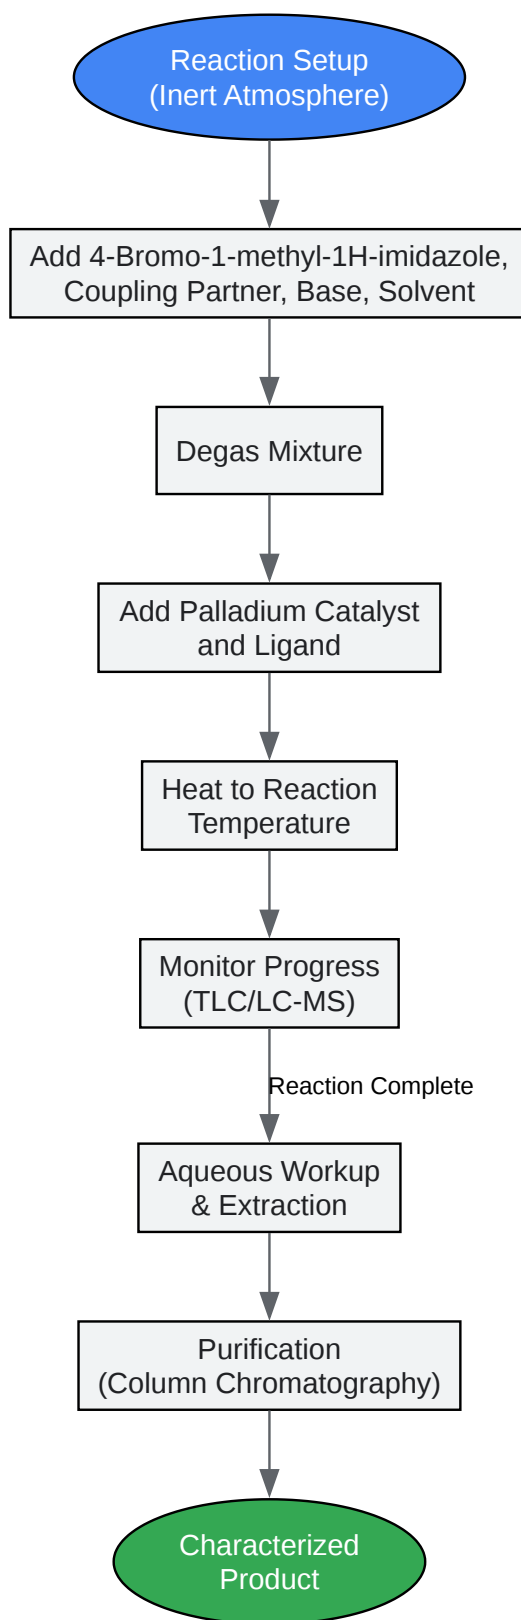 Reaction Setup
(Inert Atmosphere)
Add 4-Bromo-1-methyl-1H-imidazole,
Coupling Partner, Base, Solvent
Degas Mixture
Add Palladium Catalyst
and Ligand
Heat to Reaction
Temperature
Monitor Progress
(TLC/LC-MS)
Reaction Complete
Aqueous Workup
& Extraction
Purification
(Column Chromatography)
Characterized
Product